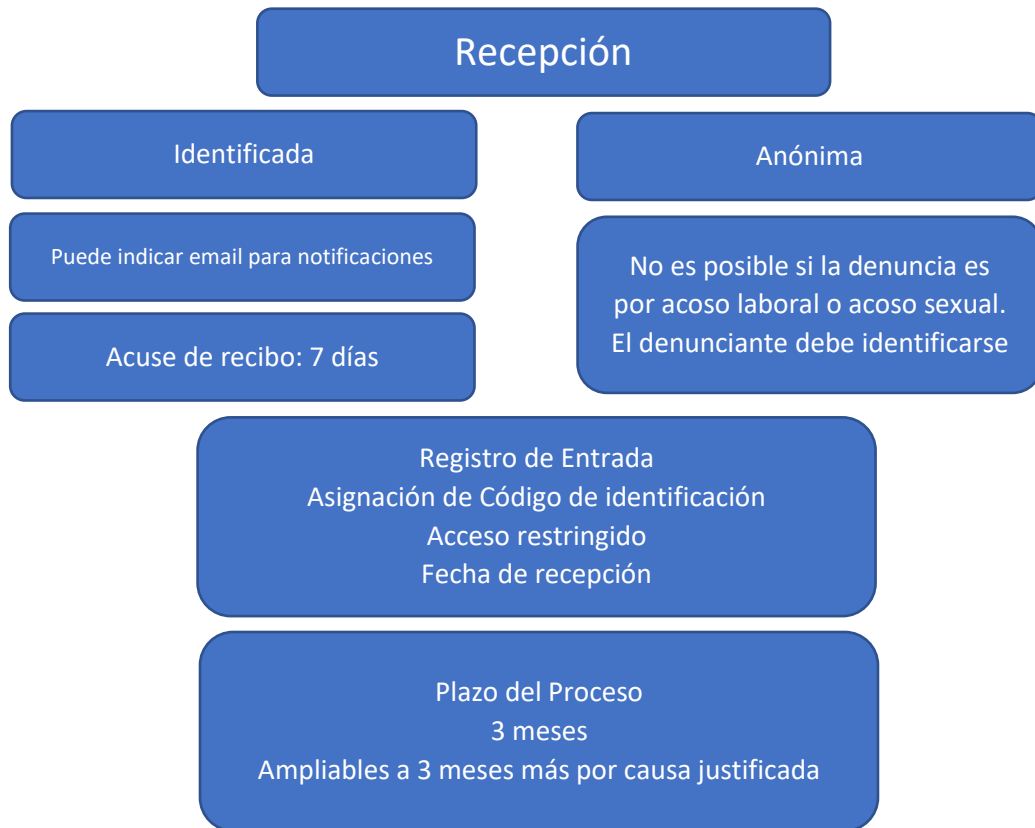 Recepción
Identificada
Anónima
Puede indicar email para notificaciones
Acuse de recibo: 7 días
No es posible si la denuncia es
por acoso laboral o acoso sexual.
El denunciante debe identificarse
Registro de Entrada
Asignación de Código de identificación
Acceso restringido
Fecha de recepción
Plazo del Proceso
3 meses
Ampliables a 3 meses más por causa justificada